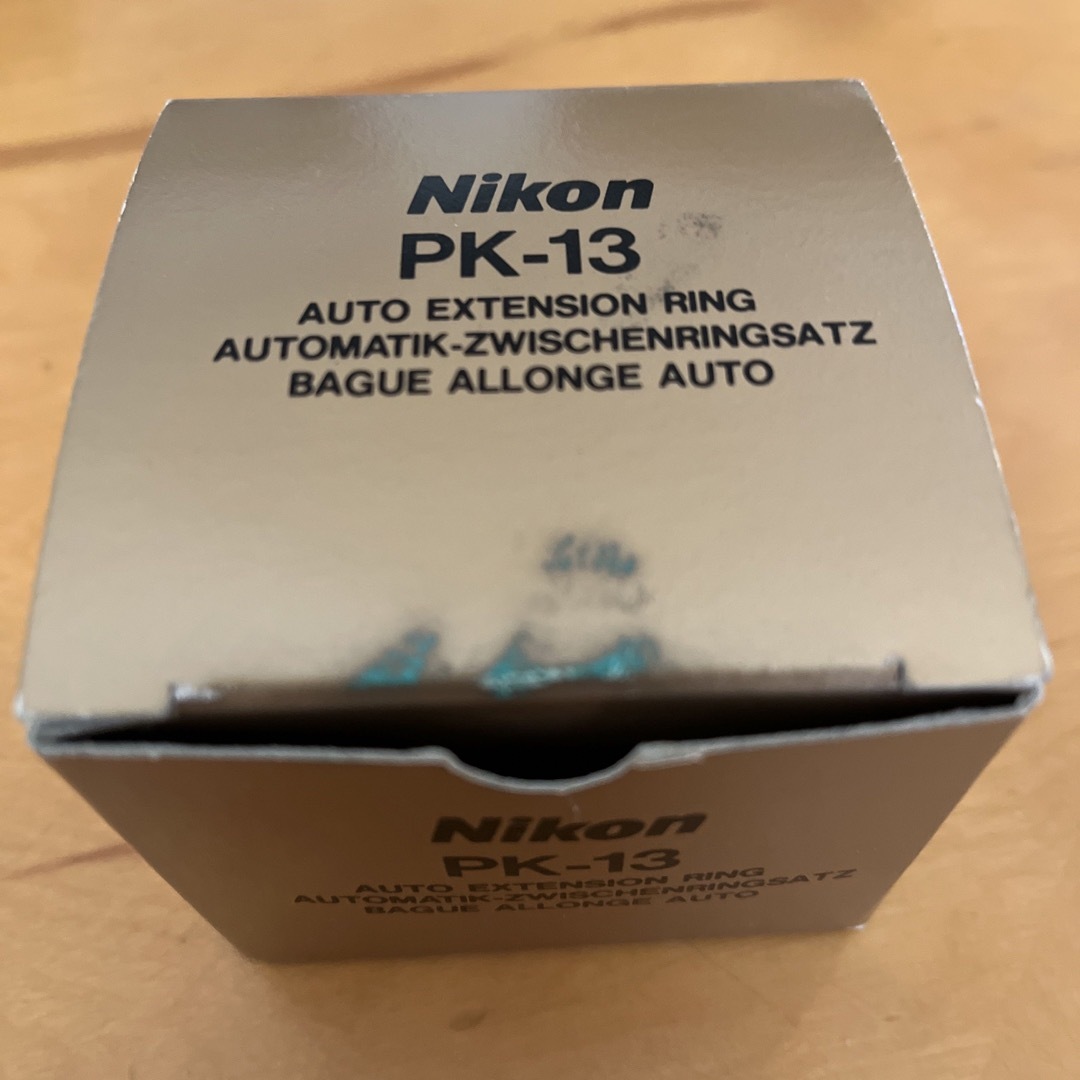 Nikon
PK-13
AUTO EXTENSION RING
AUTOMATIK-ZWISCHENRINGSATZ
BAGUE ALLONGE AUTO
Nikon
PK-13
AUTO EXTENSION RING
AUTOMATIK-ZWISCHENRINGSATZ
BAGUE ALLONGE AUTO